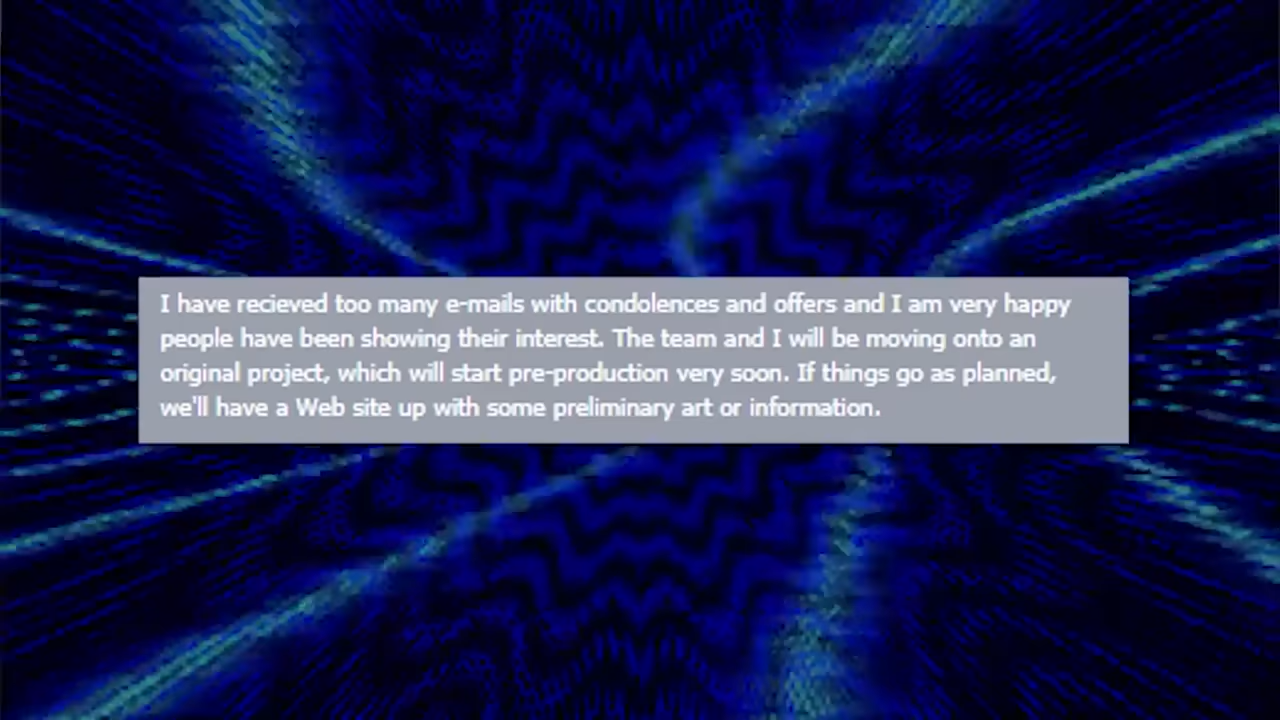 I have recieved too many e-mails with condolences and offers and I am very happy
people have been showing their interest. The team and I will be moving onto an
original project, which will start pre-production very soon. If things go as planned,
we'll have a Web site up with some preliminary art or information.